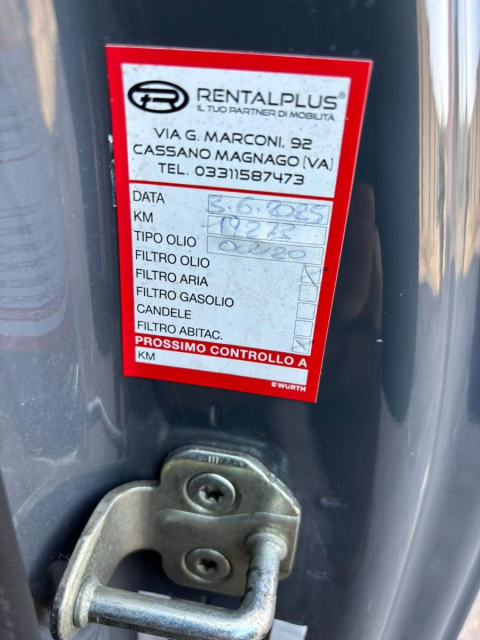 RENTALPLUS®
IL TUO PARTNER DI MOBILITÀ
VIA G. MARCONI, 92
CASSANO MAGNAGO (VA)
TEL. 03311587473
DATA 3.6.2025
KM
TIPO OLIO
FILTRO OLIO
FILTRO ARIA
FILTRO GASOLIO
CANDELE
FILTRO ABITAC.
PROSSIMO CONTROLLO A
KM
WÜRTH